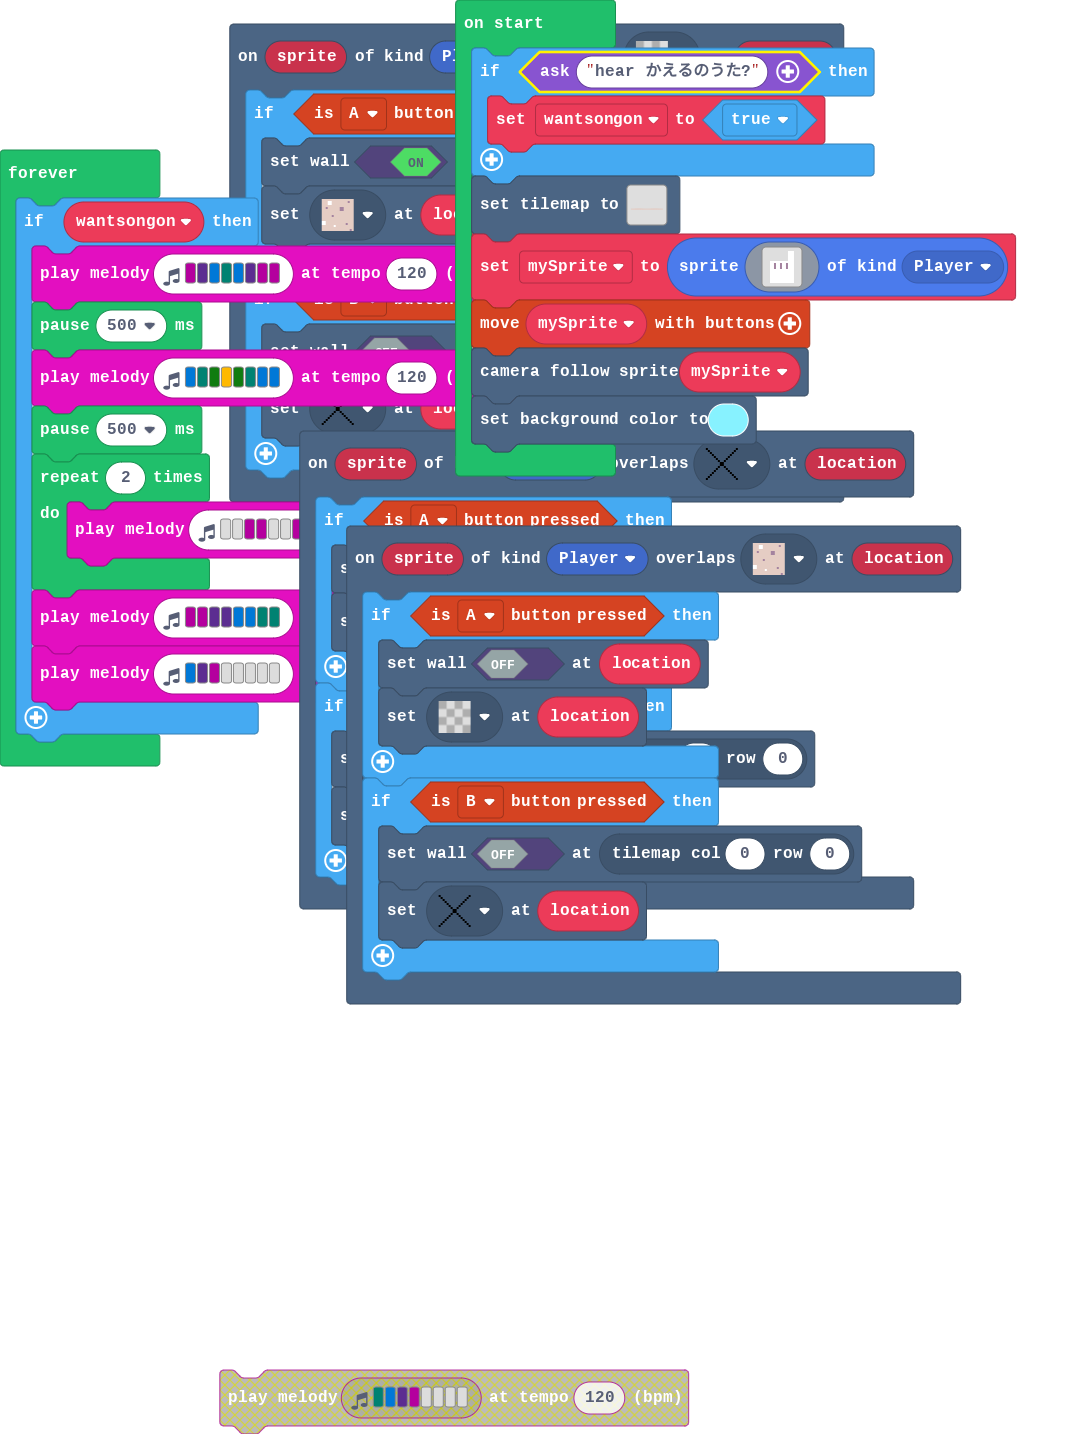 on start
if ask "hear かえるのうた?" then
set wantsongon to true
set tilemap to
set mySprite to sprite of kind Player
move mySprite with buttons
camera follow sprite mySprite
set background color to
on sprite of kind
if is A button
set wall ON
set at
set at
forever
if wantsongon then
play melody at tempo 120 (
pause 500 ms
play melody at tempo 120 (
pause 500 ms
repeat 2 times
do
play melody
play melody
play melody
on sprite of overlaps at location
if is A button pressed then
if
row 0
on sprite of kind Player overlaps at location
if is A button pressed then
set wall OFF at location
set at location
if is B button pressed then
set wall OFF at tilemap col 0 row 0
set at location
play melody at tempo 120 (bpm)